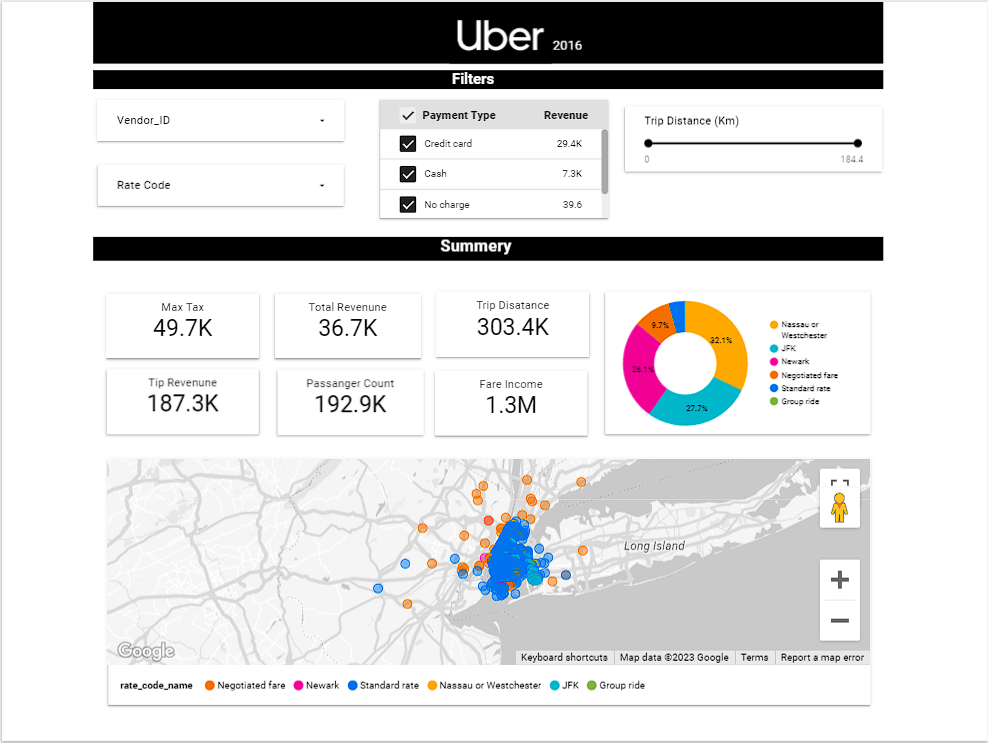 Uber 2016
Filters
Vendor_ID
Rate Code
Payment Type Revenue
Credit card 29.4K
Cash 7.3K
No charge 39.6
Trip Distance (Km)
0 184.4
Summery
Max Tax
49.7K
Total Revenune
36.7K
Trip Disatance
303.4K
Tip Revenune
187.3K
Passanger Count
192.9K
Fare Income
1.3M
9.7%
32.1%
26.1%
27.7%
Nassau or
Westchester
JFK
Newark
Negotiated fare
Standard rate
Group ride
Long Island
Google
Keyboard shortcuts Map data ©2023 Google Terms Report a map error
rate_code_name Negotiated fare Newark Standard rate Nassau or Westchester JFK Group ride